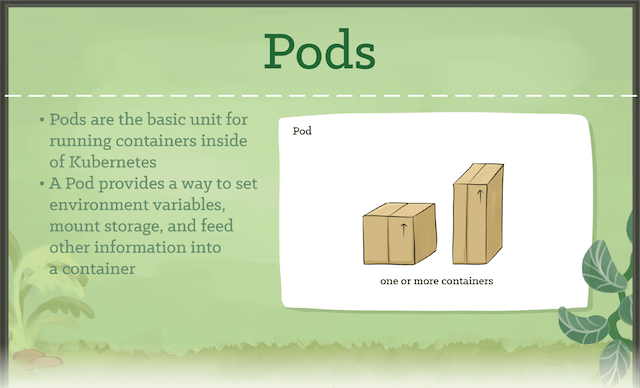 Pods
• Pods are the basic unit for
running containers inside
of Kubernetes
• A Pod provides a way to set
environment variables,
mount storage, and feed
other information into
a container
Pod
one or more containers